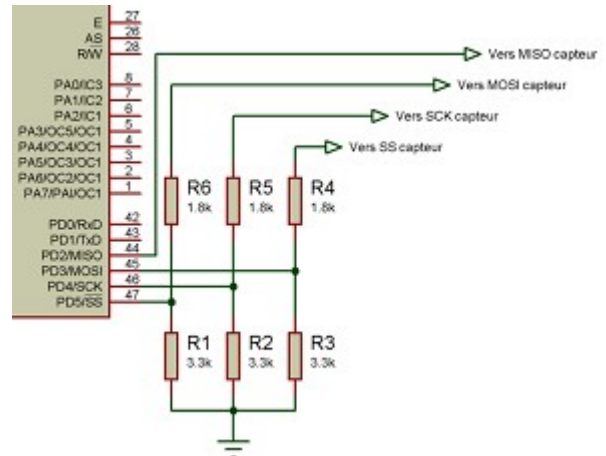 E 27
AS 26
R/W 28
Vers MISO capteur
PA0/IC3 8
Vers MOSI capteur
PA1/IC2 7
PA2/IC1 6
Vers SCK capteur
PA3/OC5/OC1 5
PA4/OC4/OC1 4
Vers SS capteur
PA5/OC3/OC1 3
PA6/OC2/OC1 2
PA7/PAI/OC1 1
R6 R5 R4
1.8k 1.8k 1.8k
PD0/RxD 42
PD1/TxD 43
PD2/MISO 44
PD3/MOSI 45
PD4/SCK 46
PD5/SS 47
R1 R2 R3
3.3k 3.3k 3.3k